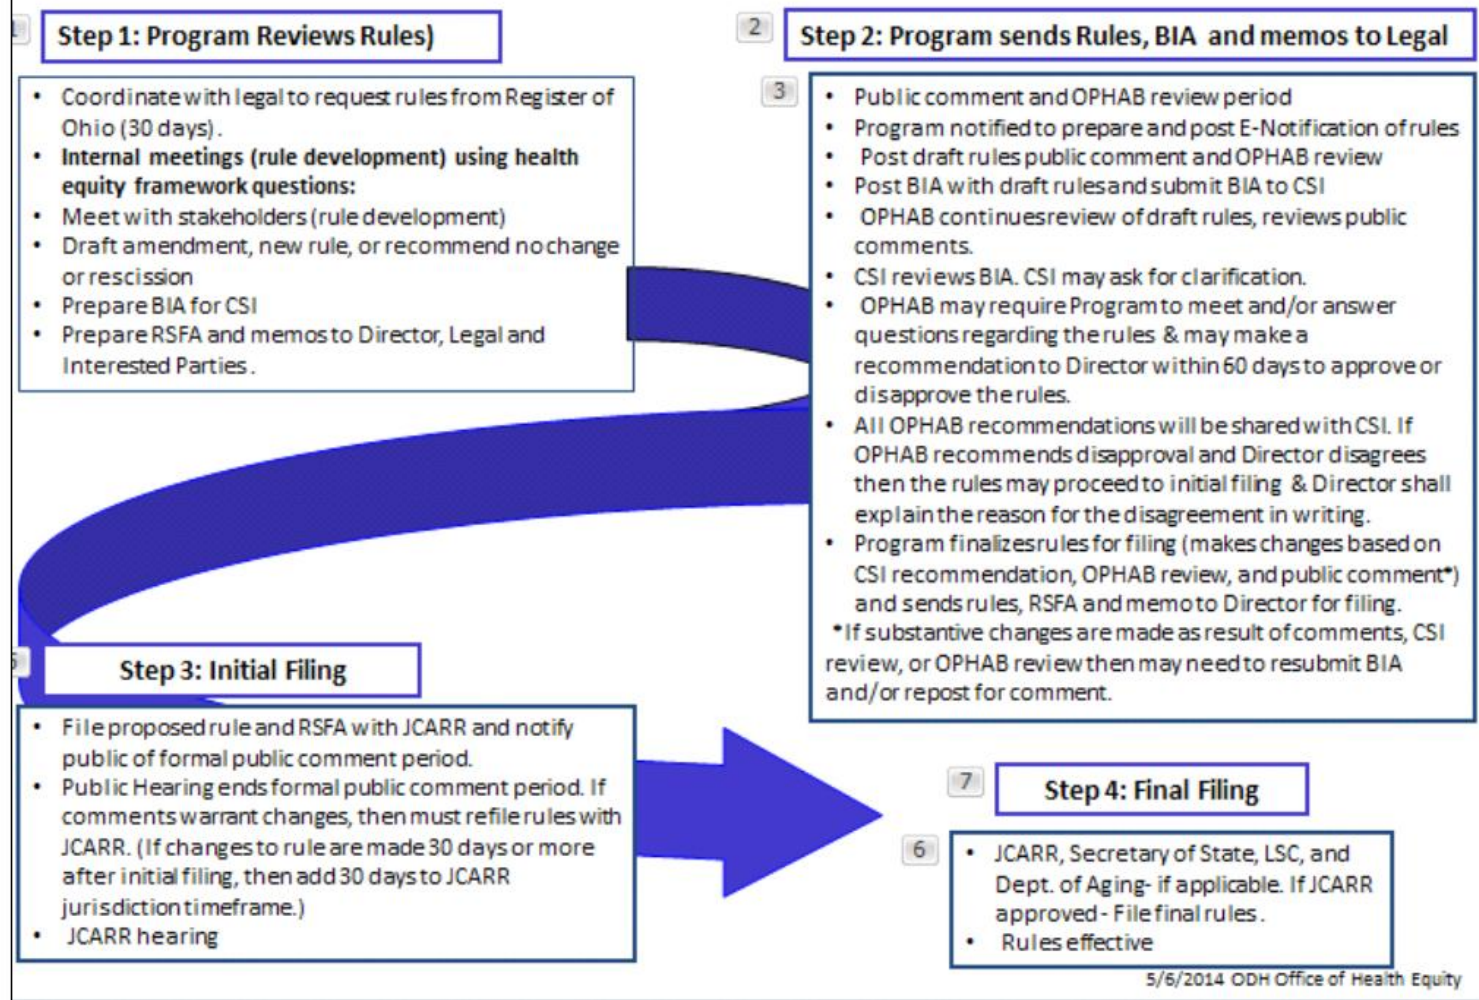 1
Step 1: Program Reviews Rules)
• Coordinate with legal to request rules from Register of
Ohio (30 days).
• Internal meetings (rule development) using health
equity framework questions:
• Meet with stakeholders (rule development)
• Draft amendment, new rule, or recommend no change
or rescission
• Prepare BIA for CSI
• Prepare RSFA and memos to Director, Legal and
Interested Parties.
2
Step 2: Program sends Rules, BIA and memos to Legal
3
• Public comment and OPHAB review period
• Program notified to prepare and post E-Notification of rules
• Post draft rules public comment and OPHAB review
• Post BIA with draft rules and submit BIA to CSI
• OPHAB continues review of draft rules, reviews public
comments.
• CSI reviews BIA. CSI may ask for clarification.
• OPHAB may require Program to meet and/or answer
questions regarding the rules & may make a
recommendation to Director within 60 days to approve or
disapprove the rules.
• All OPHAB recommendations will be shared with CSI. If
OPHAB recommends disapproval and Director disagrees
then the rules may proceed to initial filing & Director shall
explain the reason for the disagreement in writing.
• Program finalizes rules for filing (makes changes based on
CSI recommendation, OPHAB review, and public comment*)
and sends rules, RSFA and memo to Director for filing.
*If substantive changes are made as result of comments, CSI
review, or OPHAB review then may need to resubmit BIA
and/or repost for comment.
Step 3: Initial Filing
• File proposed rule and RSFA with JCARR and notify
public of formal public comment period.
• Public Hearing ends formal public comment period. If
comments warrant changes, then must refile rules with
JCARR. (If changes to rule are made 30 days or more
after initial filing, then add 30 days to JCARR
jurisdiction timeframe.)
• JCARR hearing
7
Step 4: Final Filing
6
• JCARR, Secretary of State, LSC, and
Dept. of Aging- if applicable. If JCARR
approved - File final rules.
• Rules effective
5/6/2014 ODH Office of Health Equity